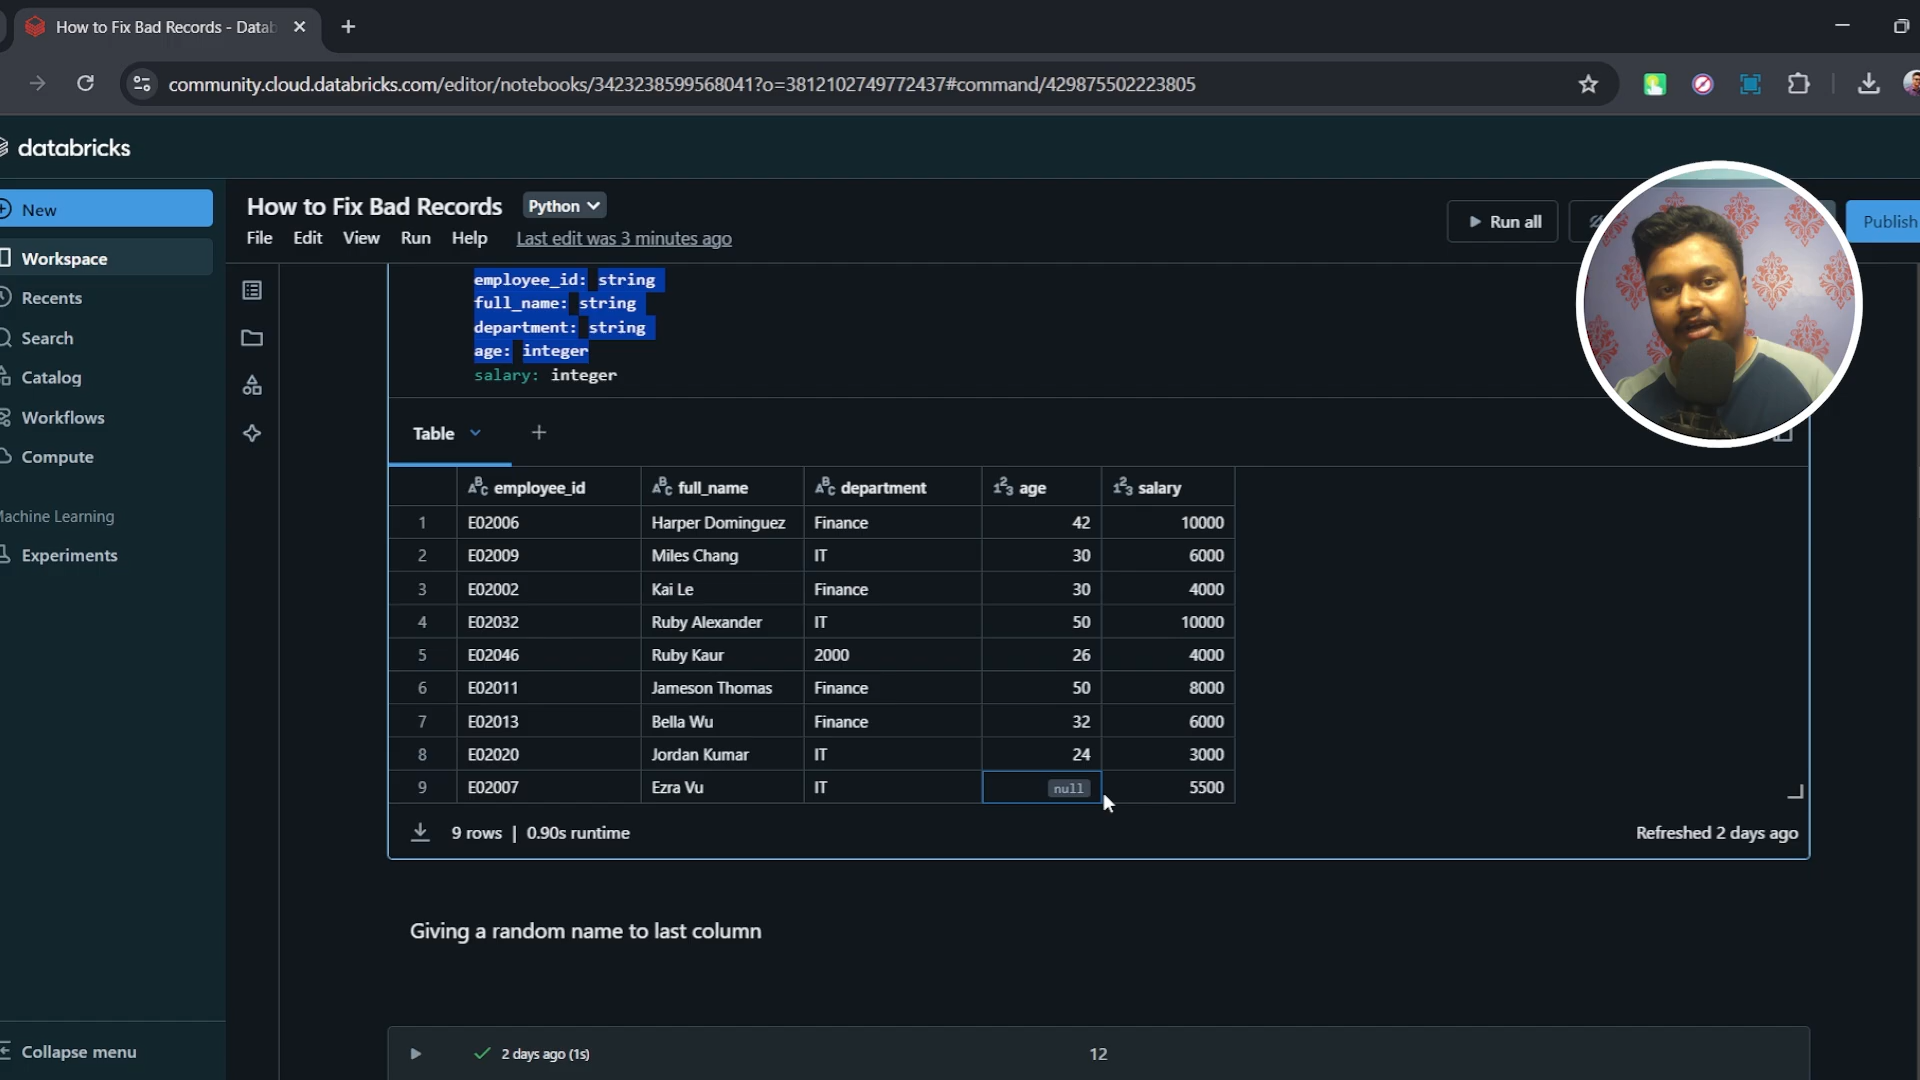 How to Fix Bad Records - Datab
community.cloud.databricks.com/editor/notebooks/3423238599568041?o=3812102749772437#command/429875502223805
databricks
New
Workspace
Recents
Search
Catalog
Workflows
Compute
Machine Learning
Experiments
Collapse menu
How to Fix Bad Records Python
File Edit View Run Help Last edit was 3 minutes ago
Run all
Publish
employee_id: string
full_name: string
department: string
age: integer
salary: integer
Table
employee_id full_name department age salary
1 E02006 Harper Dominguez Finance 42 10000
2 E02009 Miles Chang IT 30 6000
3 E02002 Kai Le Finance 30 4000
4 E02032 Ruby Alexander IT 50 10000
5 E02046 Ruby Kaur 2000 26 4000
6 E02011 Jameson Thomas Finance 50 8000
7 E02013 Bella Wu Finance 32 6000
8 E02020 Jordan Kumar IT 24 3000
9 E02007 Ezra Vu IT null 5500
9 rows | 0.90s runtime
Refreshed 2 days ago
Giving a random name to last column
2 days ago (1s)
12